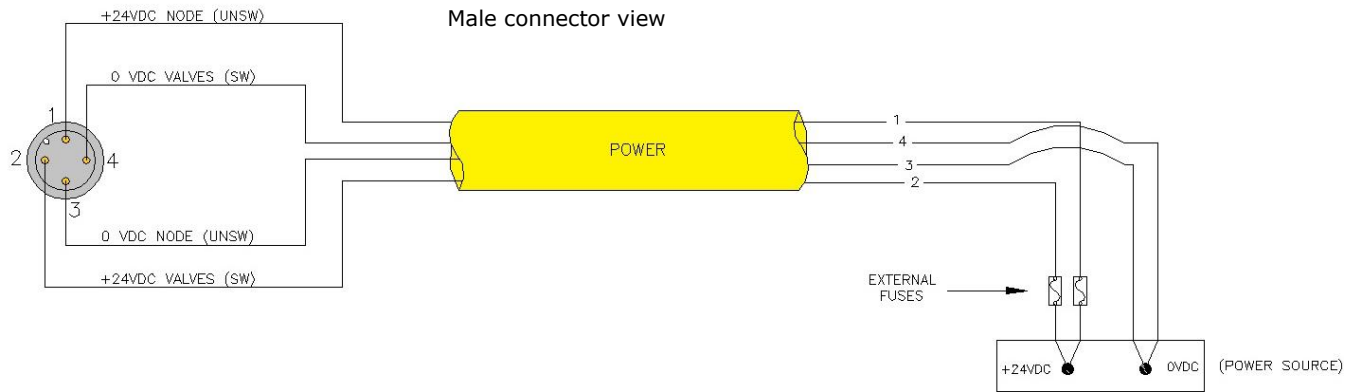 +24VDC NODE (UNSW)
Male connector view
0 VDC VALVES (SW)
1
2
4
3
0 VDC NODE (UNSW)
+24VDC VALVES (SW)
POWER
1
4
3
2
EXTERNAL
FUSES
+24VDC
0VDC
(POWER SOURCE)